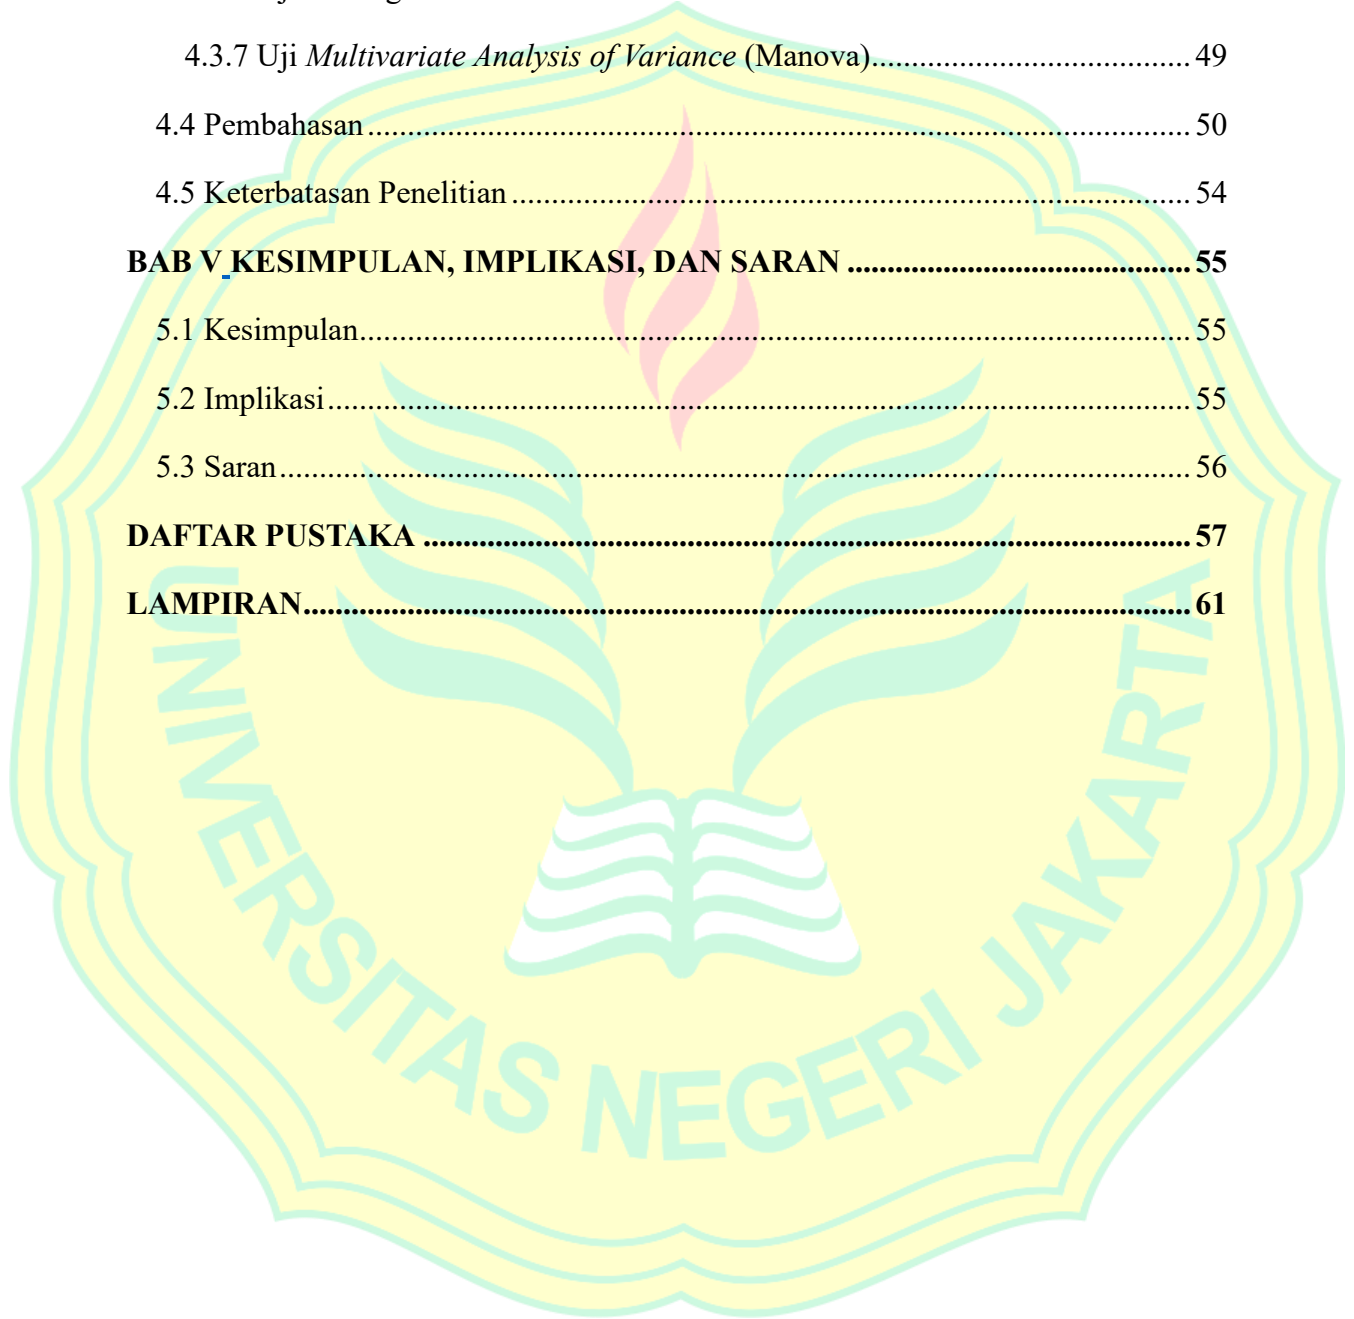 4.3.7 Uji Multivariate Analysis of Variance (Manova)....................................... 49
4.4 Pembahasan........................................................................................................ 50
4.5 Keterbatasan Penelitian...................................................................................... 54
BAB V KESIMPULAN, IMPLIKASI, DAN SARAN ........................................... 55
5.1 Kesimpulan......................................................................................................... 55
5.2 Implikasi............................................................................................................. 55
5.3 Saran................................................................................................................... 56
DAFTAR PUSTAKA ................................................................................................ 57
LAMPIRAN............................................................................................................... 61
UNIVERSITAS NEGERI JAKARTA